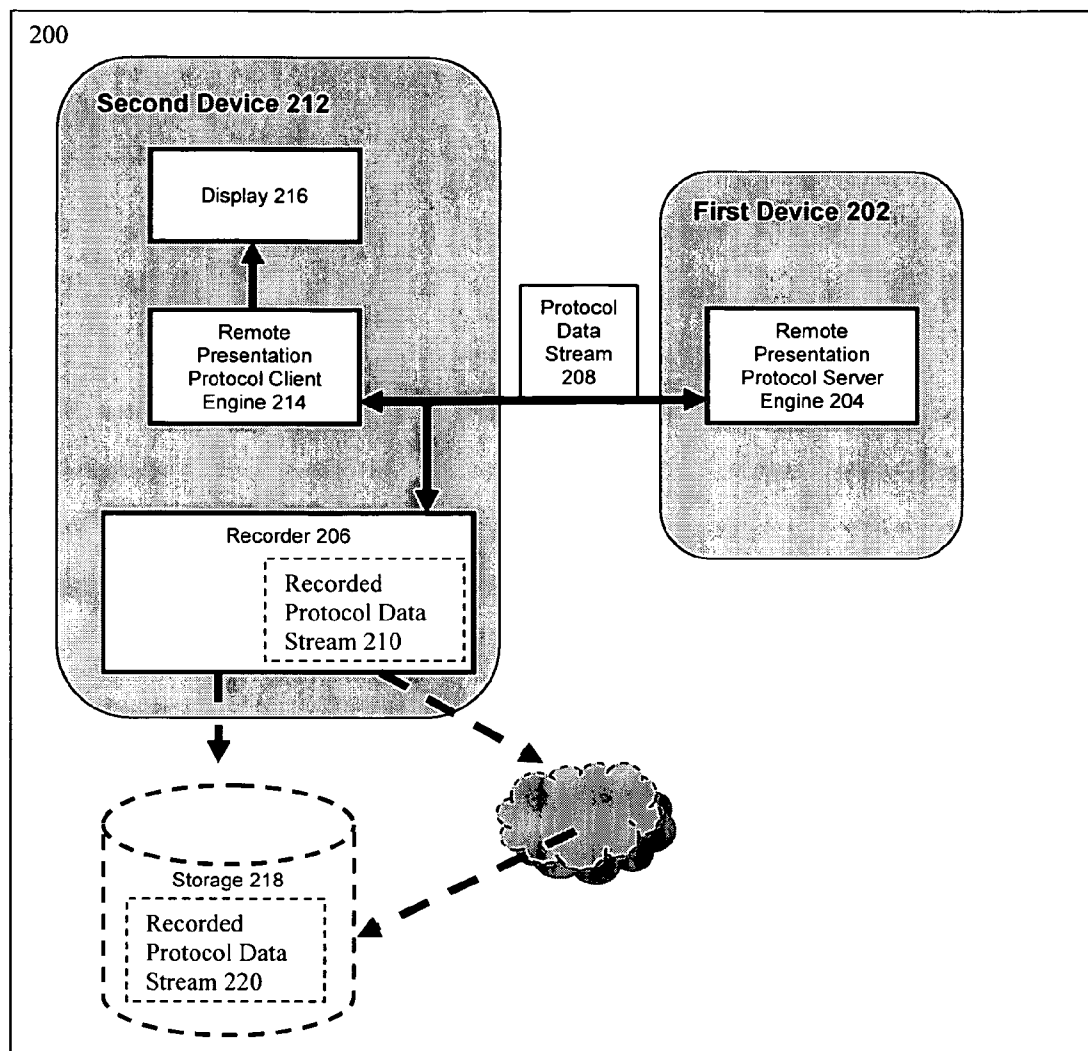 200
Second Device 212
Display 216
First Device 202
Remote
Presentation
Protocol Client
Engine 214
Protocol
Data
Stream
208
Remote
Presentation
Protocol Server
Engine 204
Recorder 206
Recorded
Protocol Data
Stream 210
Storage 218
Recorded
Protocol Data
Stream 220